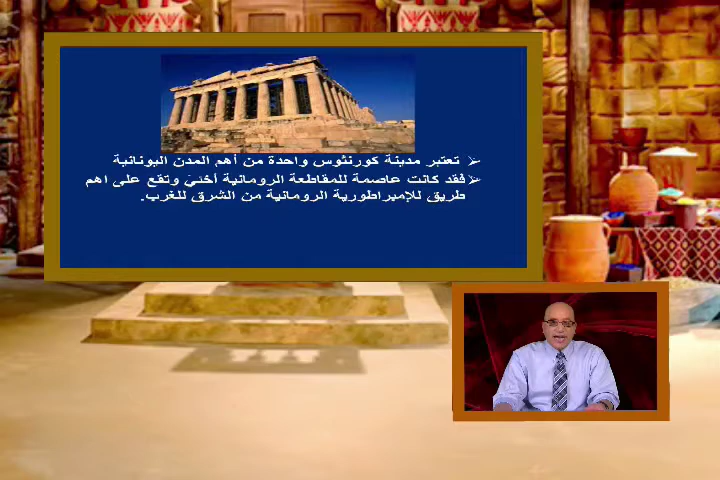 تعتبر مدينة كورنثوس واحدة من أهم المدن اليونانية
فقد كانت عاصمة للمقاطعة الرومانية أخئي وتقع على اهم
طريق للإمبراطورية الرومانية من الشرق للغرب.